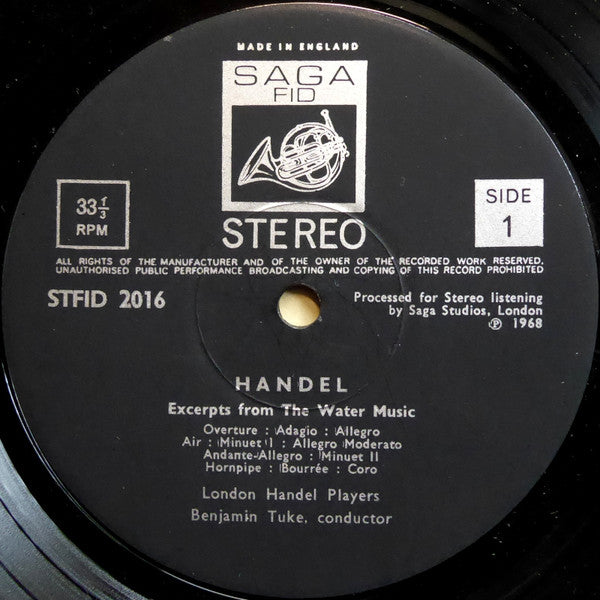 MADE IN ENGLAND
SAGA
FID
33⅓
RPM
STEREO
SIDE
1
ALL RIGHTS OF THE MANUFACTURER AND OF THE OWNER OF THE RECORDED WORK RESERVED.
UNAUTHORISED PUBLIC PERFORMANCE BROADCASTING AND COPYING OF THIS RECORD PROHIBITED
STFID 2016
Processed for Stereo listening
by Saga Studios, London
℗ 1968
HANDEL
Excerpts from The Water Music
Overture : Adagio : Allegro
Air : Minuet I : Allegro Moderato
Andante-Allegro : Minuet II
Hornpipe : Bourrée : Coro
London Handel Players
Benjamin Tuke, conductor